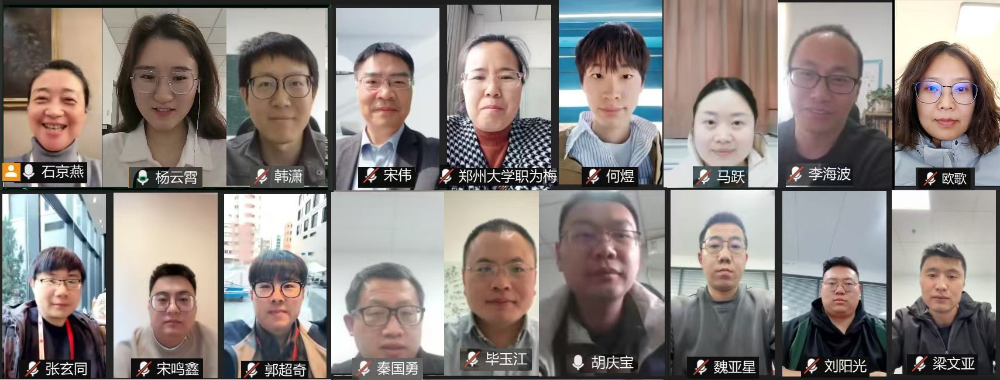 石京燕
杨云霄
韩潇
宋伟
郑州大学职为梅
何煜
马跃
李海波
欧歌
张玄同
宋鸣鑫
郭超奇
秦国勇
毕玉江
胡庆宝
魏亚星
刘阳光
梁文亚